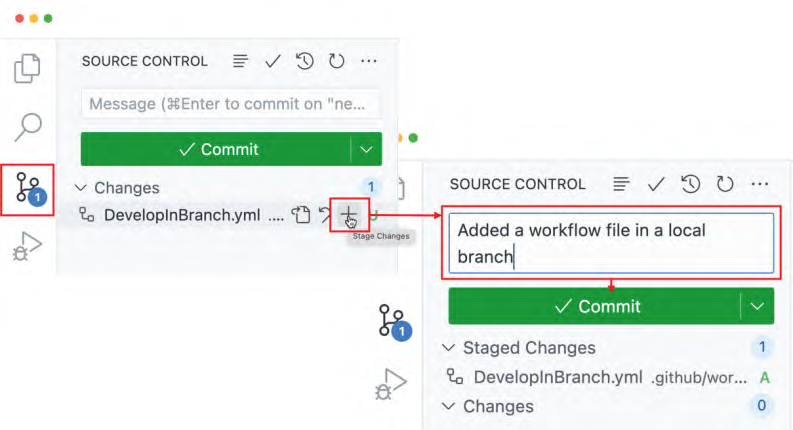 SOURCE CONTROL
Message (⌘Enter to commit on "ne...
Commit
Changes
1
1
DevelopInBranch.yml ....
Stage Changes
SOURCE CONTROL
Added a workflow file in a local
branch
Commit
1
Staged Changes
1
DevelopInBranch.yml .github/wor... A
Changes
0